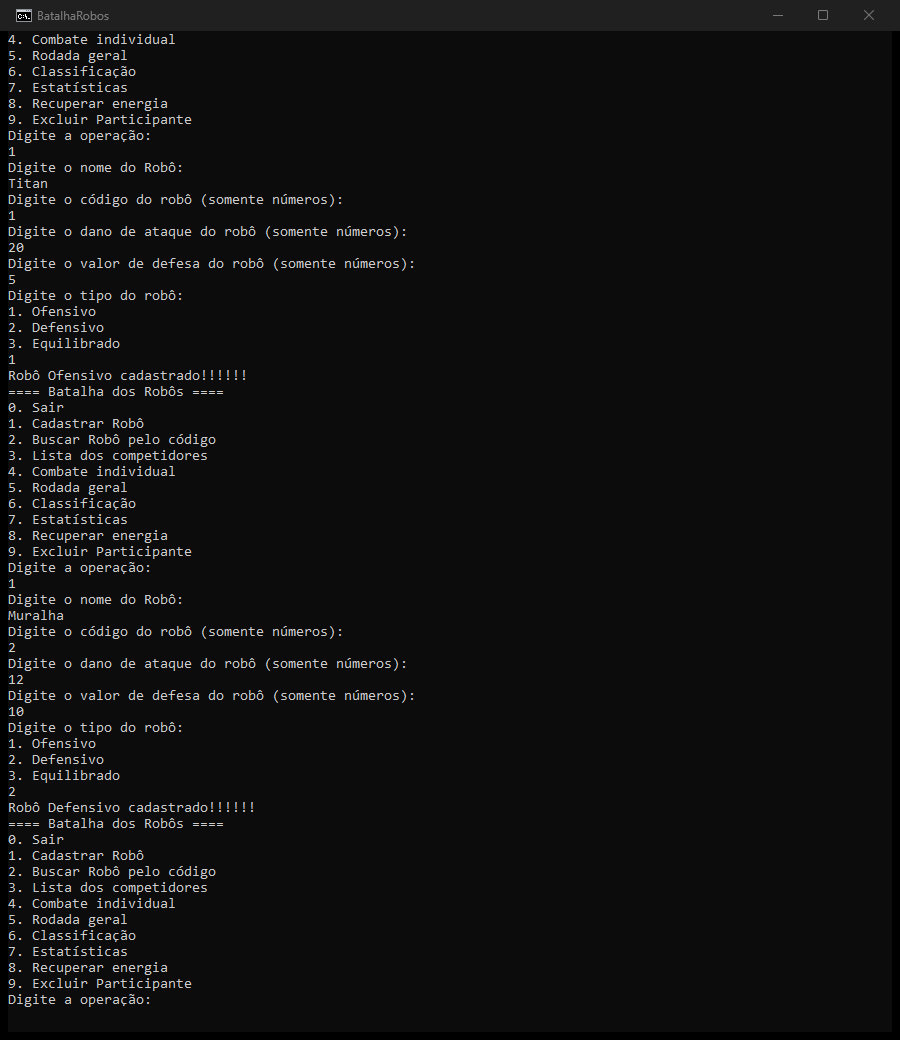 BatalhaRobos
4. Combate individual
5. Rodada geral
6. Classificação
7. Estatísticas
8. Recuperar energia
9. Excluir Participante
Digite a operação:
1
Digite o nome do Robô:
Titan
Digite o código do robô (somente números):
1
Digite o dano de ataque do robô (somente números):
20
Digite o valor de defesa do robô (somente números):
5
Digite o tipo do robô:
1. Ofensivo
2. Defensivo
3. Equilibrado
1
Robô Ofensivo cadastrado!!!!!!
==== Batalha dos Robôs ====
0. Sair
1. Cadastrar Robô
2. Buscar Robô pelo código
3. Lista dos competidores
4. Combate individual
5. Rodada geral
6. Classificação
7. Estatísticas
8. Recuperar energia
9. Excluir Participante
Digite a operação:
1
Digite o nome do Robô:
Muralha
Digite o código do robô (somente números):
2
Digite o dano de ataque do robô (somente números):
12
Digite o valor de defesa do robô (somente números):
10
Digite o tipo do robô:
1. Ofensivo
2. Defensivo
3. Equilibrado
2
Robô Defensivo cadastrado!!!!!!
==== Batalha dos Robôs ====
0. Sair
1. Cadastrar Robô
2. Buscar Robô pelo código
3. Lista dos competidores
4. Combate individual
5. Rodada geral
6. Classificação
7. Estatísticas
8. Recuperar energia
9. Excluir Participante
Digite a operação: